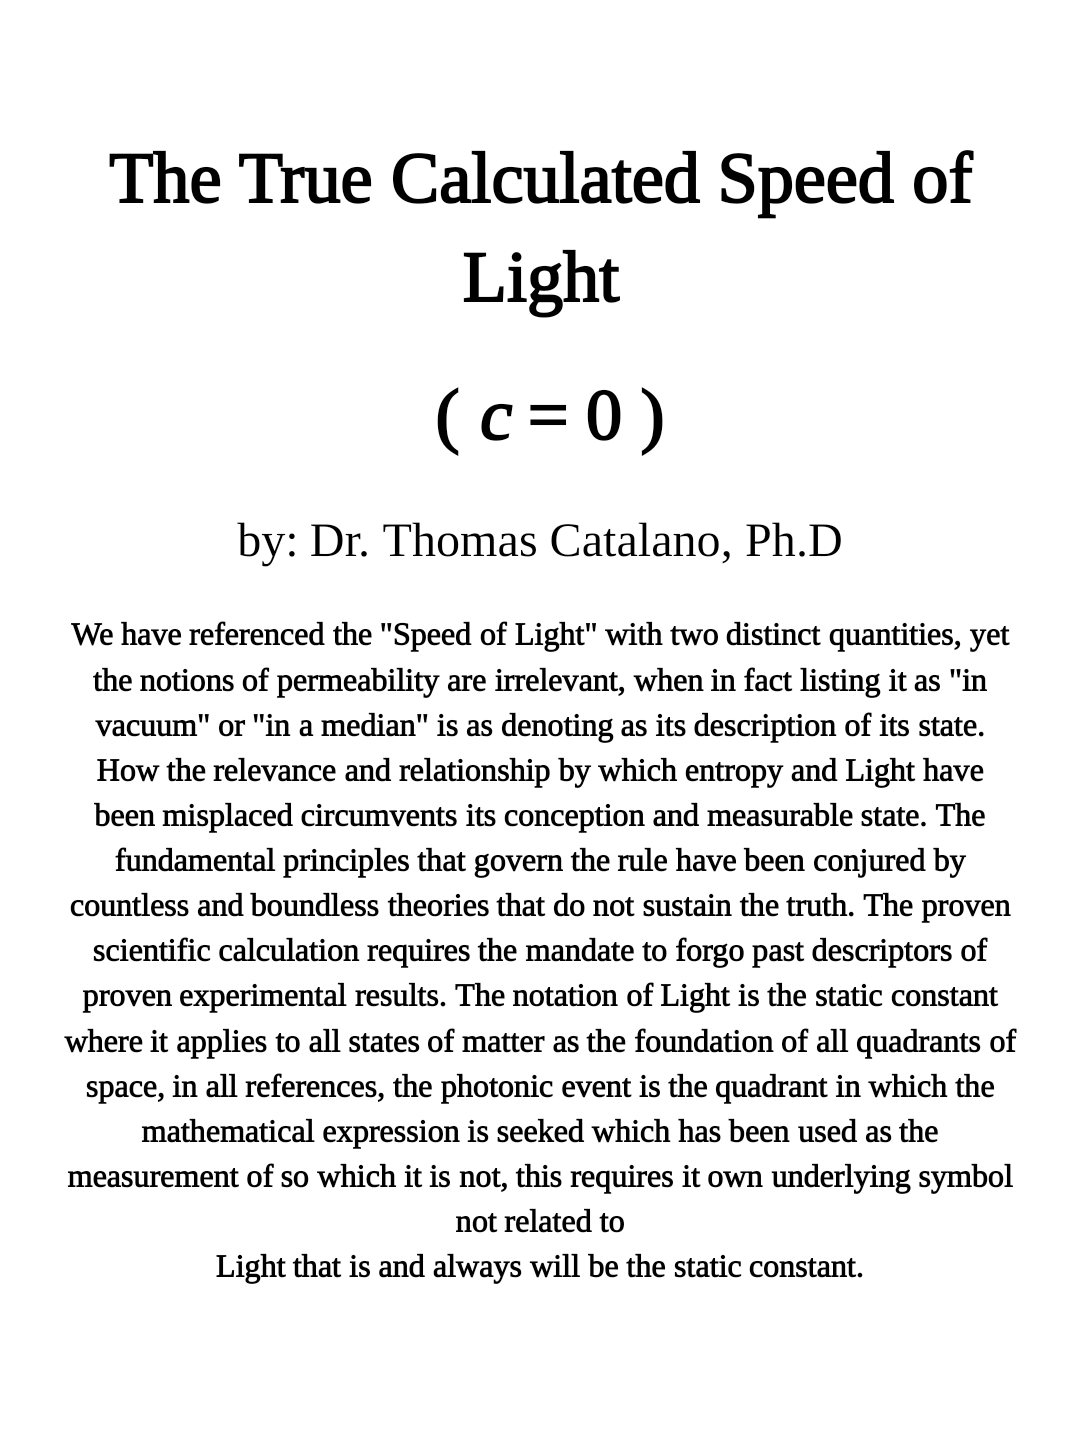 The True Calculated Speed of
Light
( c = 0 )
by: Dr. Thomas Catalano, Ph.D
We have referenced the "Speed of Light" with two distinct quantities, yet
the notions of permeability are irrelevant, when in fact listing it as "in
vacuum" or "in a median" is as denoting as its description of its state.
How the relevance and relationship by which entropy and Light have
been misplaced circumvents its conception and measurable state. The
fundamental principles that govern the rule have been conjured by
countless and boundless theories that do not sustain the truth. The proven
scientific calculation requires the mandate to forgo past descriptors of
proven experimental results. The notation of Light is the static constant
where it applies to all states of matter as the foundation of all quadrants of
space, in all references, the photonic event is the quadrant in which the
mathematical expression is seeked which has been used as the
measurement of so which it is not, this requires it own underlying symbol
not related to
Light that is and always will be the static constant.